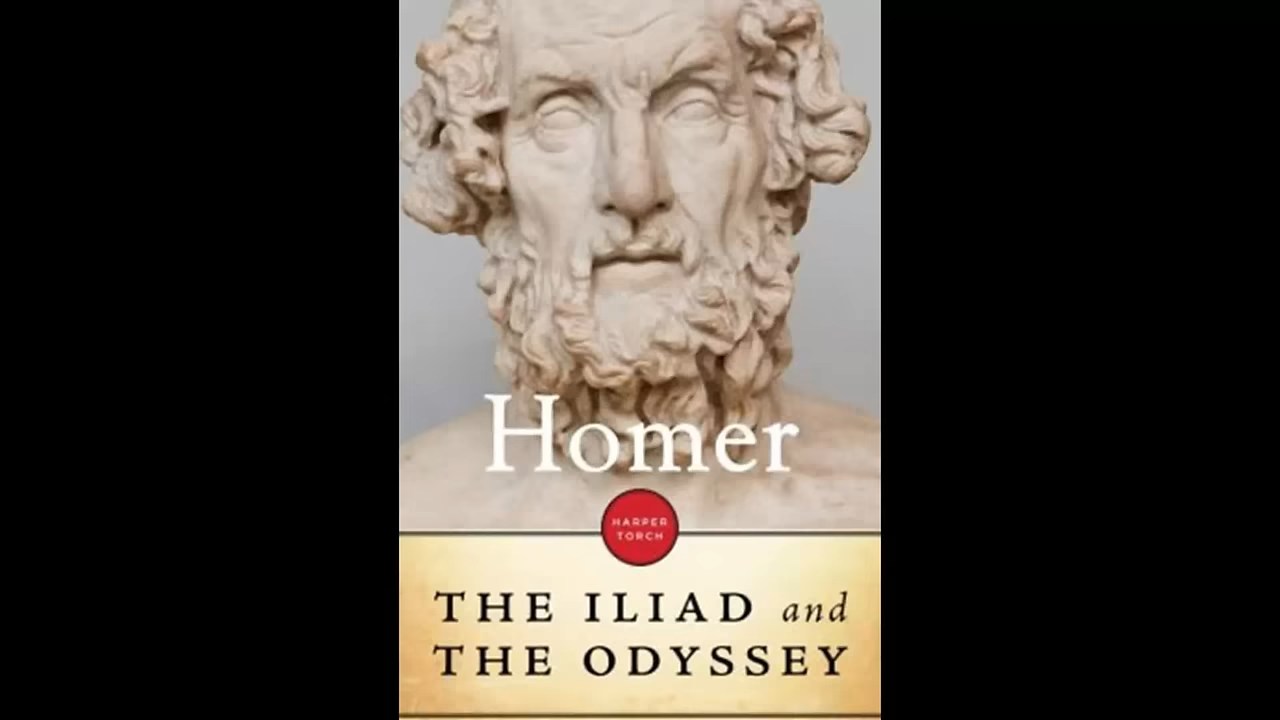 Homer
HARPER
TORCH
THE ILIAD and
THE ODYSSEY